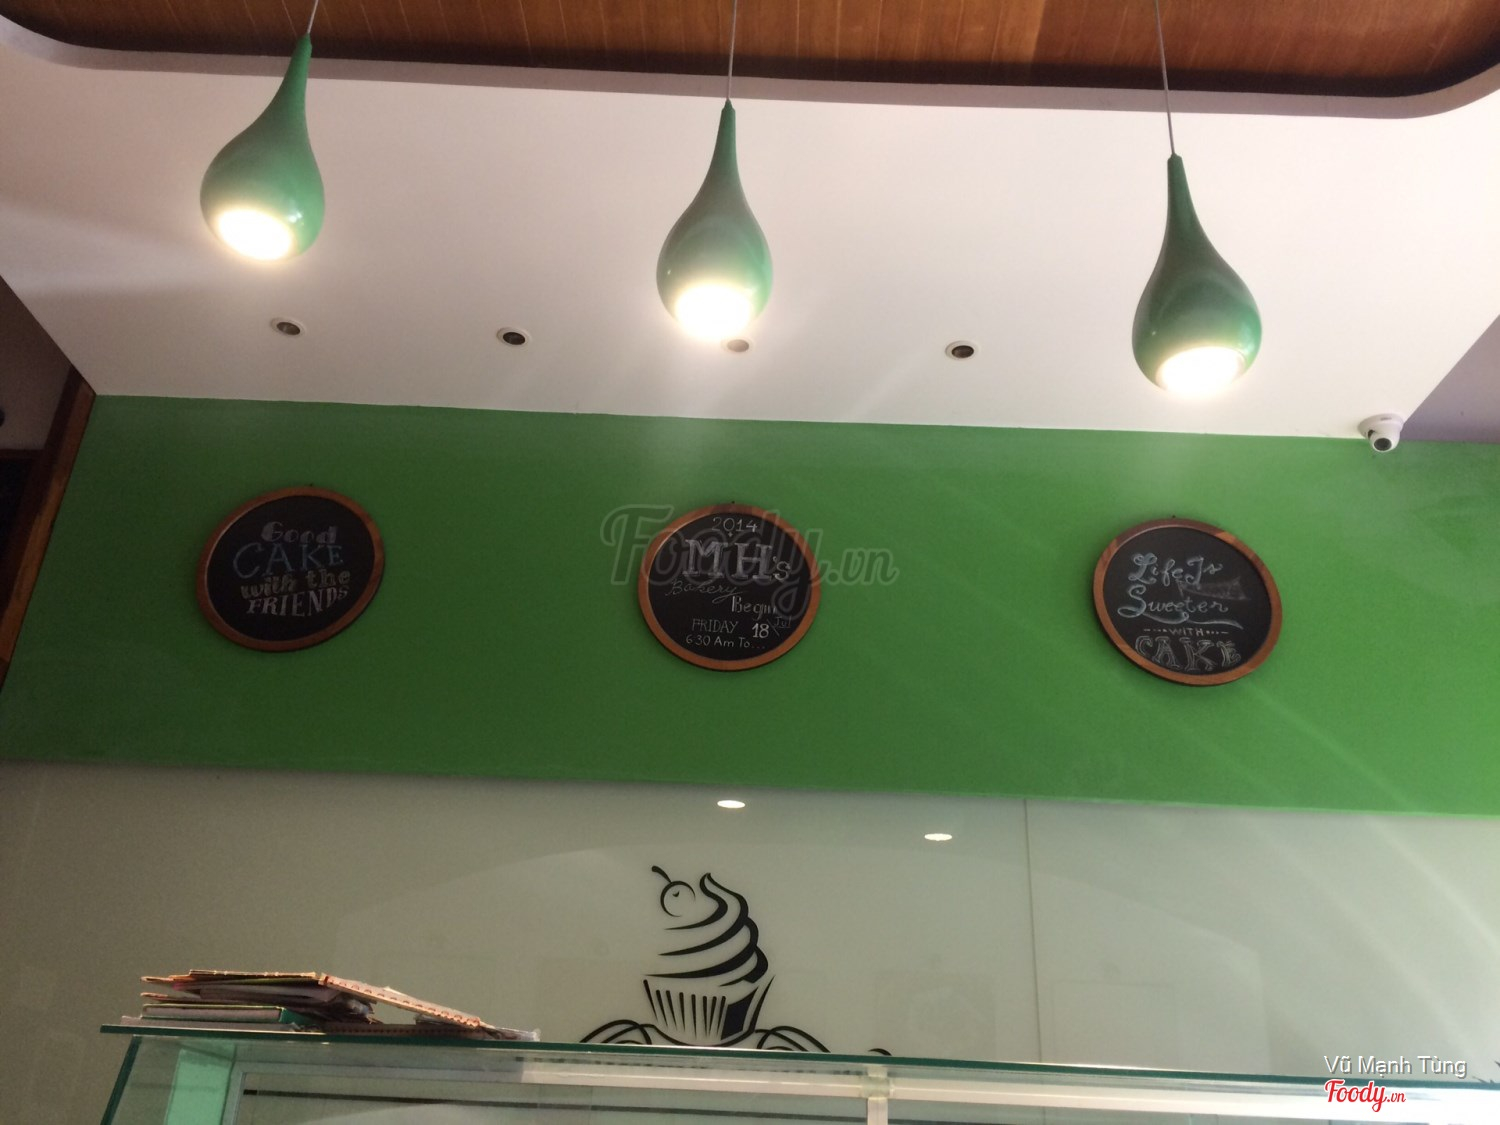 Good
CAKE
with the
FRIENDS
2014
MH's
Bakery
Begin
FRIDAY 18
6:30 Am To...
Life Is
Sweeter
WITH
CAKE
Foody.vn
Vũ Mạnh Tùng
Foody.vn